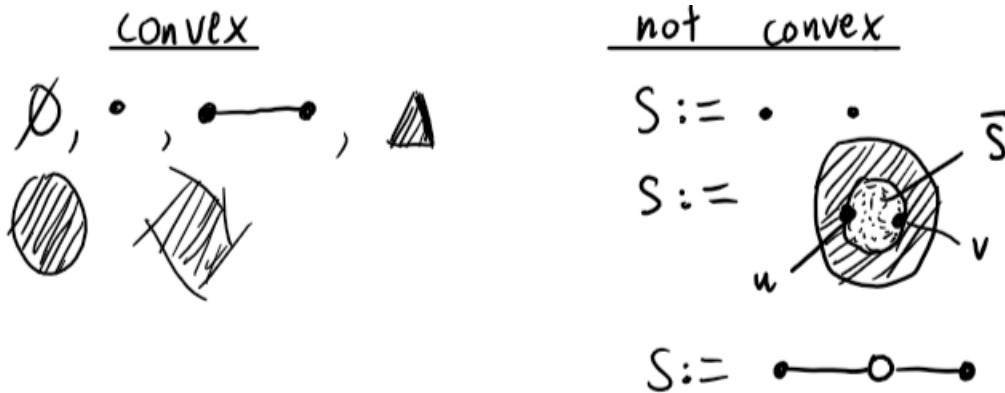 convex
not convex
∅, , ,
S :=
S̄
S :=
u
v
S :=